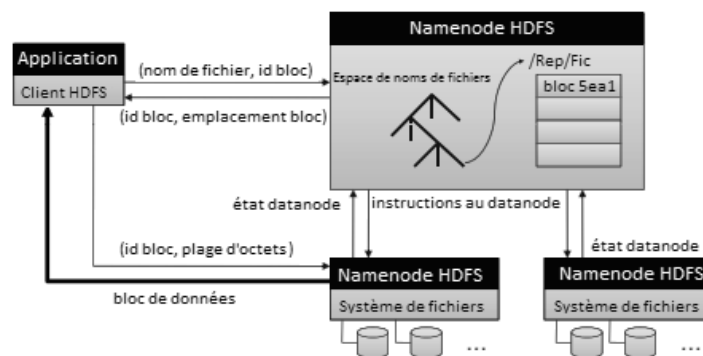 Namenode HDFS
Application
Client HDFS
(nom de fichier, id bloc)
(id bloc, emplacement bloc)
Espace de noms de fichiers
/Rep/Fic
bloc 5ea1
état datanode
instructions au datanode
état datanode
(id bloc, plage d'octets)
bloc de données
Namenode HDFS
Système de fichiers
...
Namenode HDFS
Système de fichiers
...